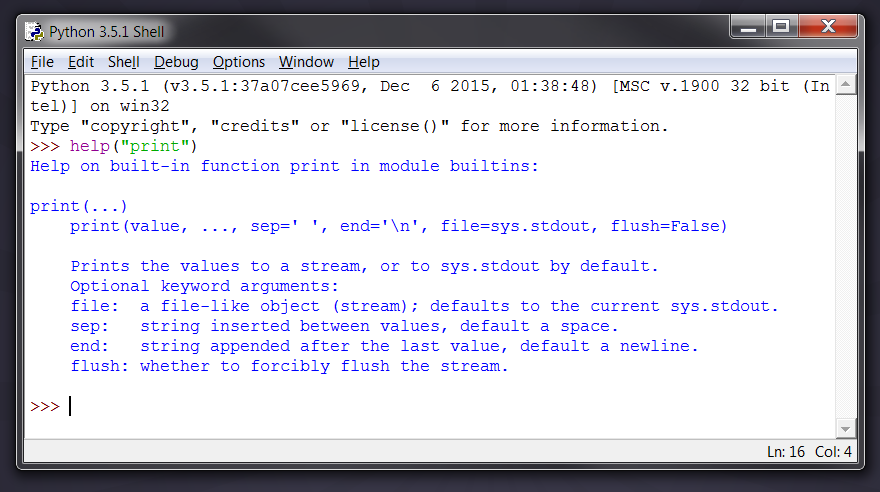 Python 3.5.1 Shell
File Edit Shell Debug Options Window Help
Python 3.5.1 (v3.5.1:37a07cee5969, Dec  6 2015, 01:38:48) [MSC v.1900 32 bit (In
tel)] on win32
Type "copyright", "credits" or "license()" for more information.
>>> help("print")
Help on built-in function print in module builtins:

print(...)
    print(value, ..., sep=' ', end='\n', file=sys.stdout, flush=False)

    Prints the values to a stream, or to sys.stdout by default.
    Optional keyword arguments:
    file:  a file-like object (stream); defaults to the current sys.stdout.
    sep:   string inserted between values, default a space.
    end:   string appended after the last value, default a newline.
    flush: whether to forcibly flush the stream.

>>>
Ln: 16 Col: 4